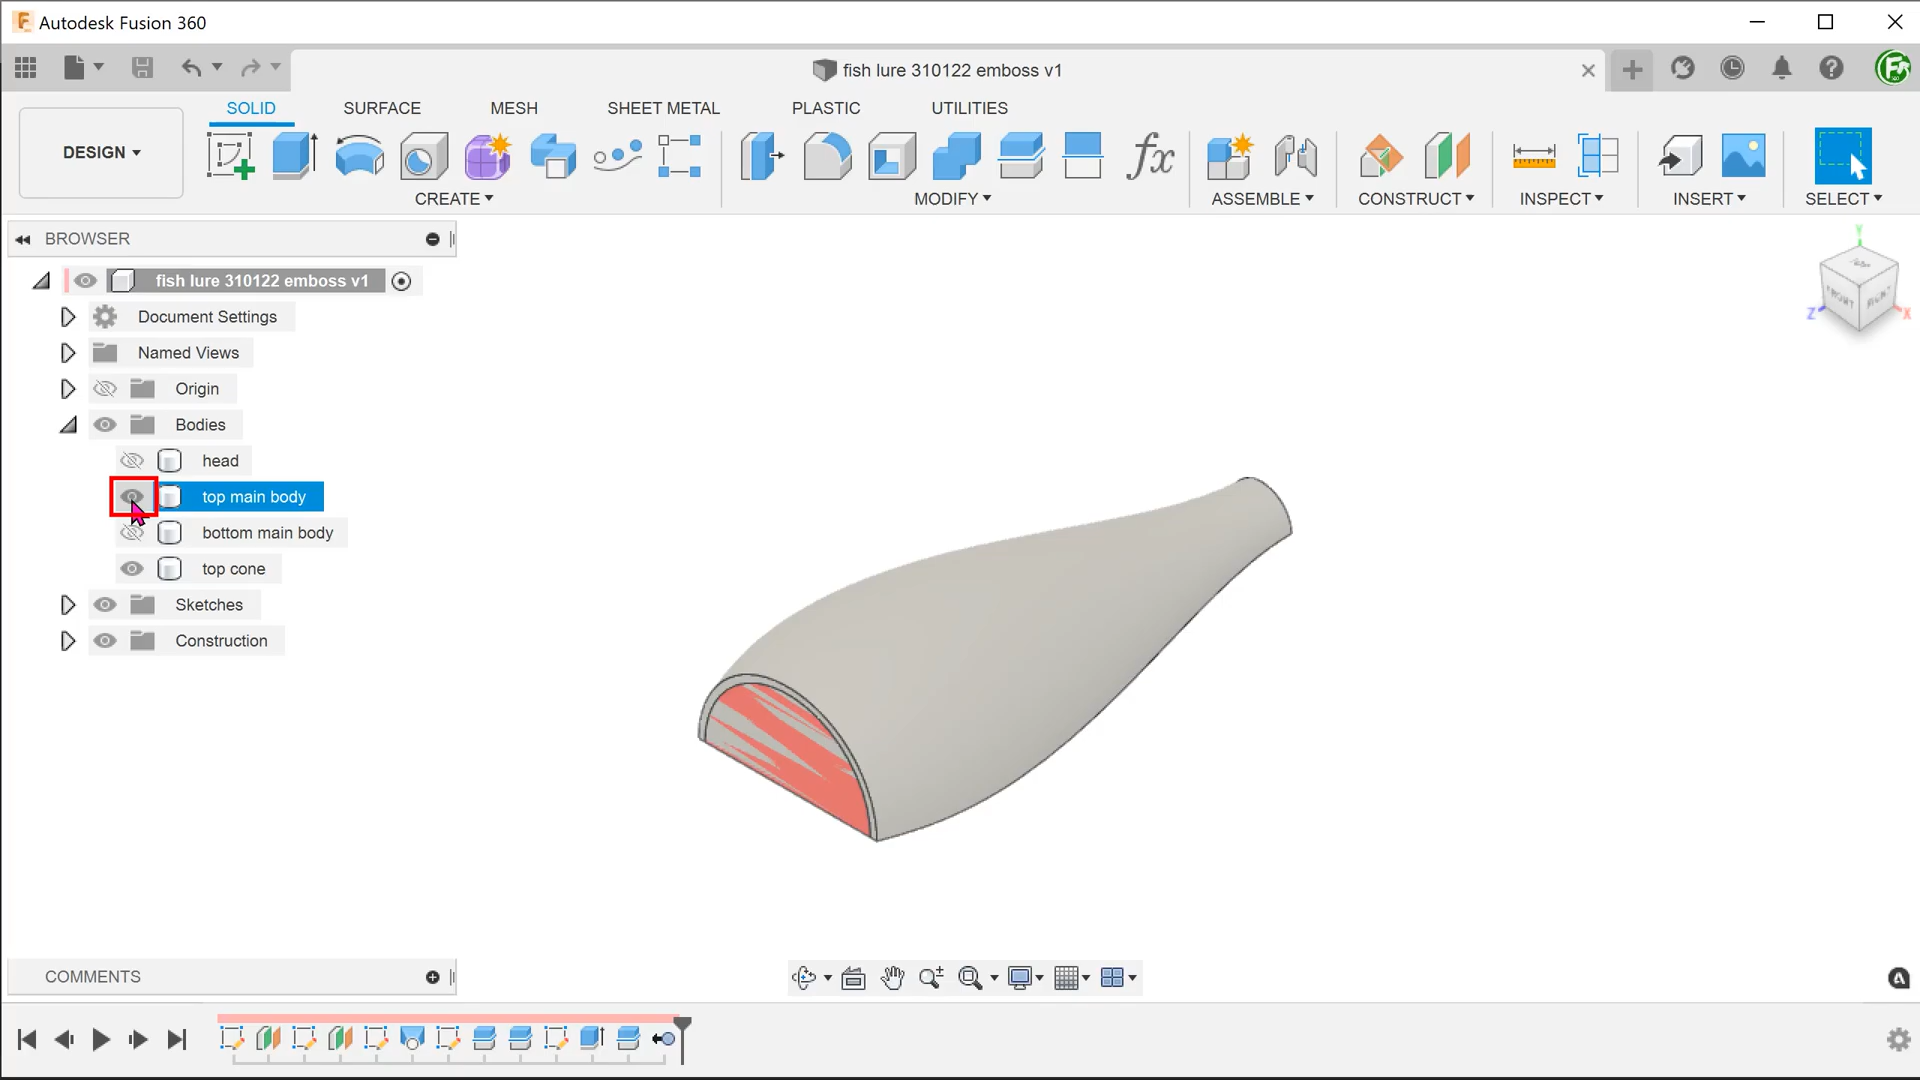 Autodesk Fusion 360
fish lure 310122 emboss v1
SOLID SURFACE MESH SHEET METAL PLASTIC UTILITIES
DESIGN
CREATE MODIFY ASSEMBLE CONSTRUCT INSPECT INSERT SELECT
BROWSER
fish lure 310122 emboss v1
Document Settings
Named Views
Origin
Bodies
head
top main body
bottom main body
top cone
Sketches
Construction
Y
FRONT RIGHT
Z X
COMMENTS